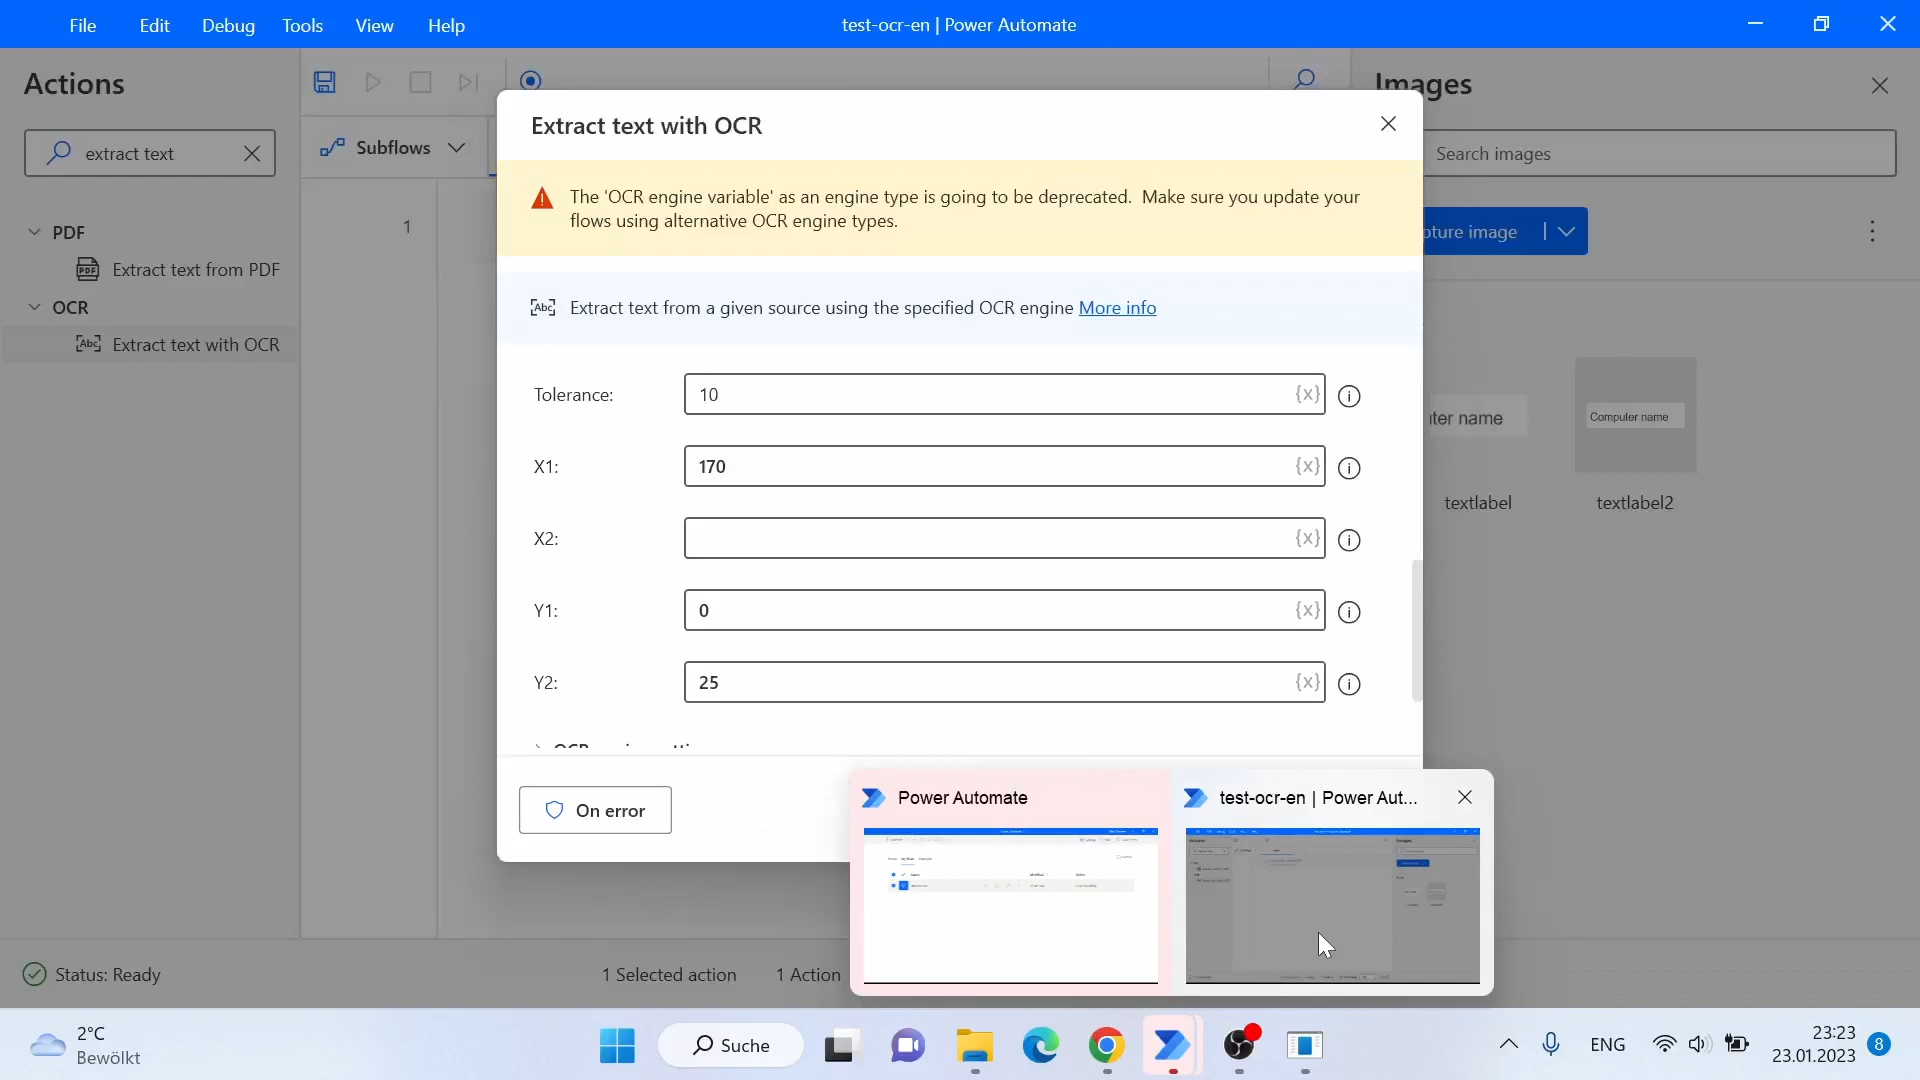 File Edit Debug Tools View Help
test-ocr-en | Power Automate
Actions
extract text
PDF
Extract text from PDF
OCR
Abc Extract text with OCR
Subflows
1
Images
Search images
pture image
ter name
Computer name
textlabel
textlabel2
Extract text with OCR
The 'OCR engine variable' as an engine type is going to be deprecated. Make sure you update your
flows using alternative OCR engine types.
Abc Extract text from a given source using the specified OCR engine More info
Tolerance: 10 {x}
X1: 170 {x}
X2: {x}
Y1: 0 {x}
Y2: 25 {x}
On error
Power Automate
test-ocr-en | Power Aut...
Status: Ready
1 Selected action
1 Action
2°C
Bewölkt
Suche
ENG
23:23
23.01.2023
8